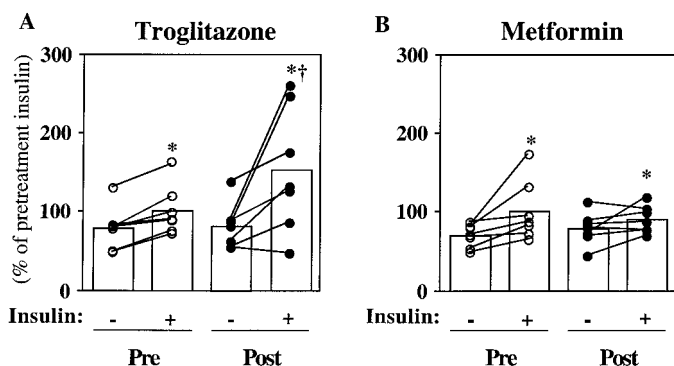 A Troglitazone
B Metformin
(% of pretreatment insulin)
300
200
100
0
* *†
300
200
100
0
* *
Insulin: - + - +
Pre Post
Insulin: - + - +
Pre Post